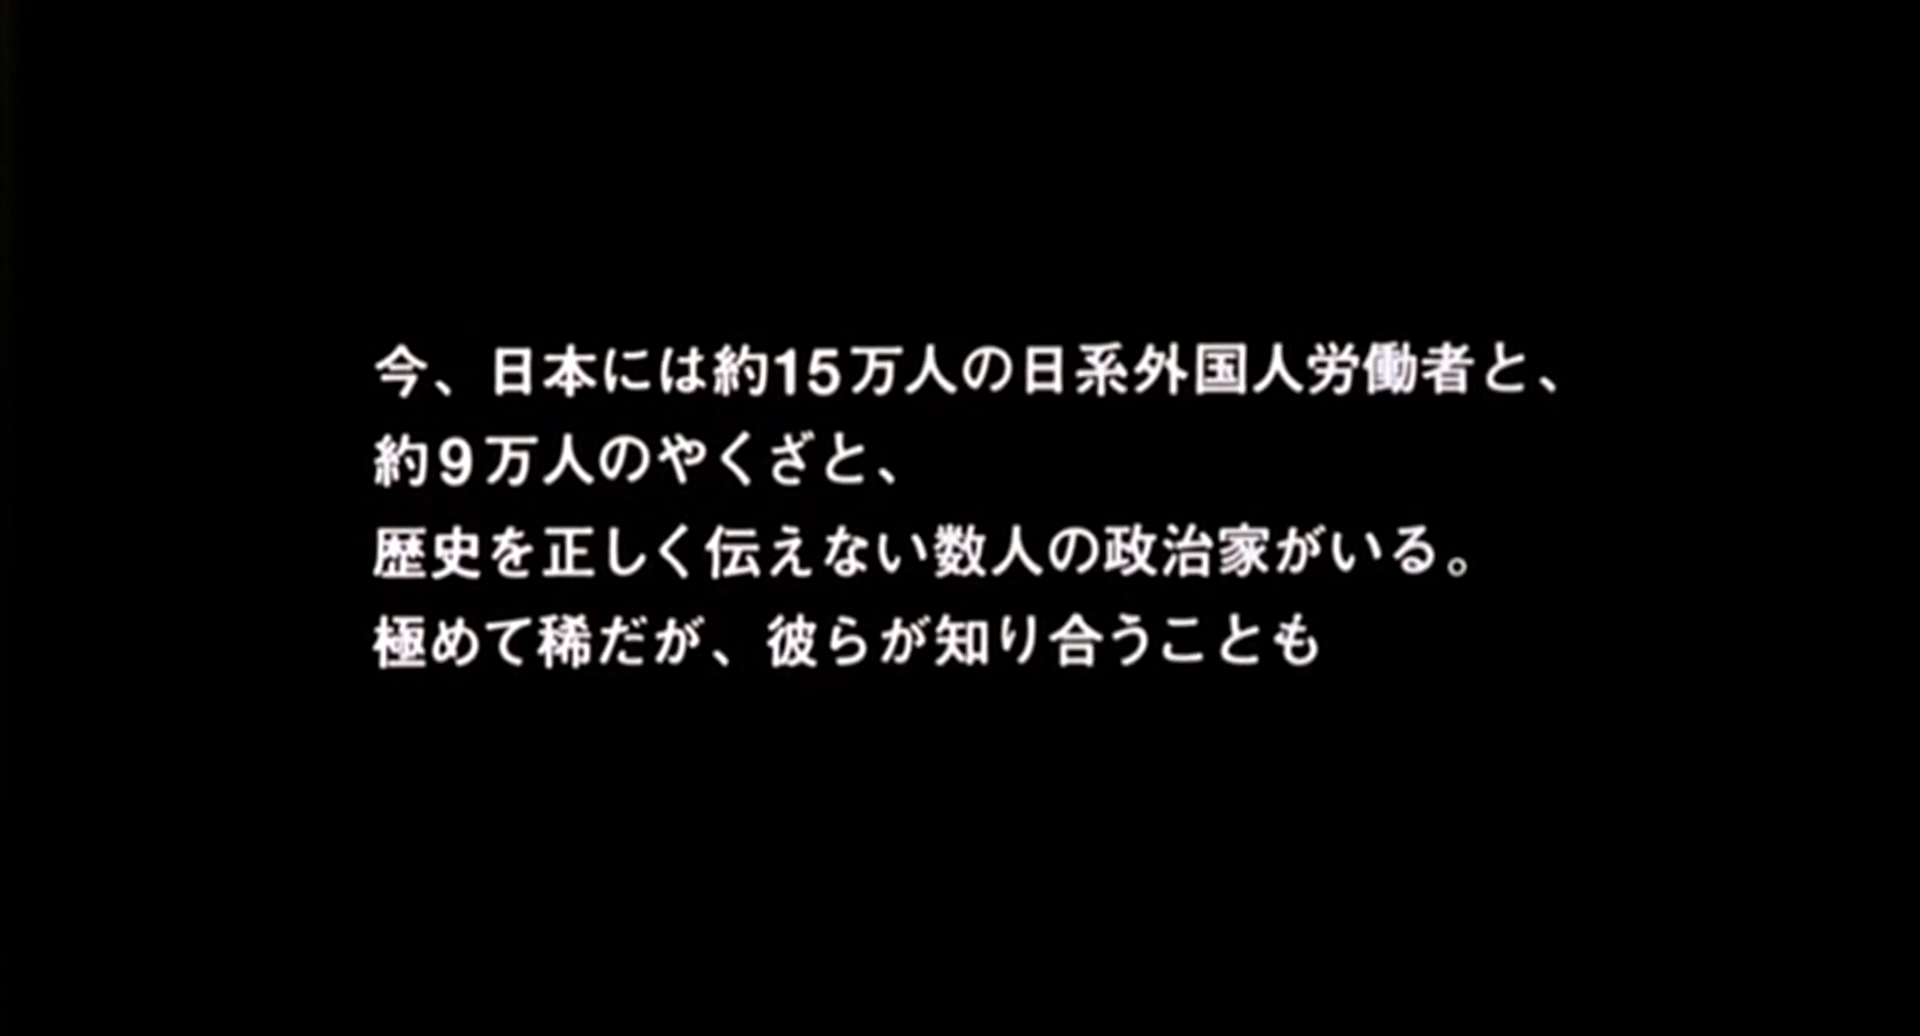 今、日本には約15万人の日系外国人労働者と、
約9万人のやくざと、
歴史を正しく伝えない数人の政治家がいる。
極めて稀だが、彼らが知り合うことも